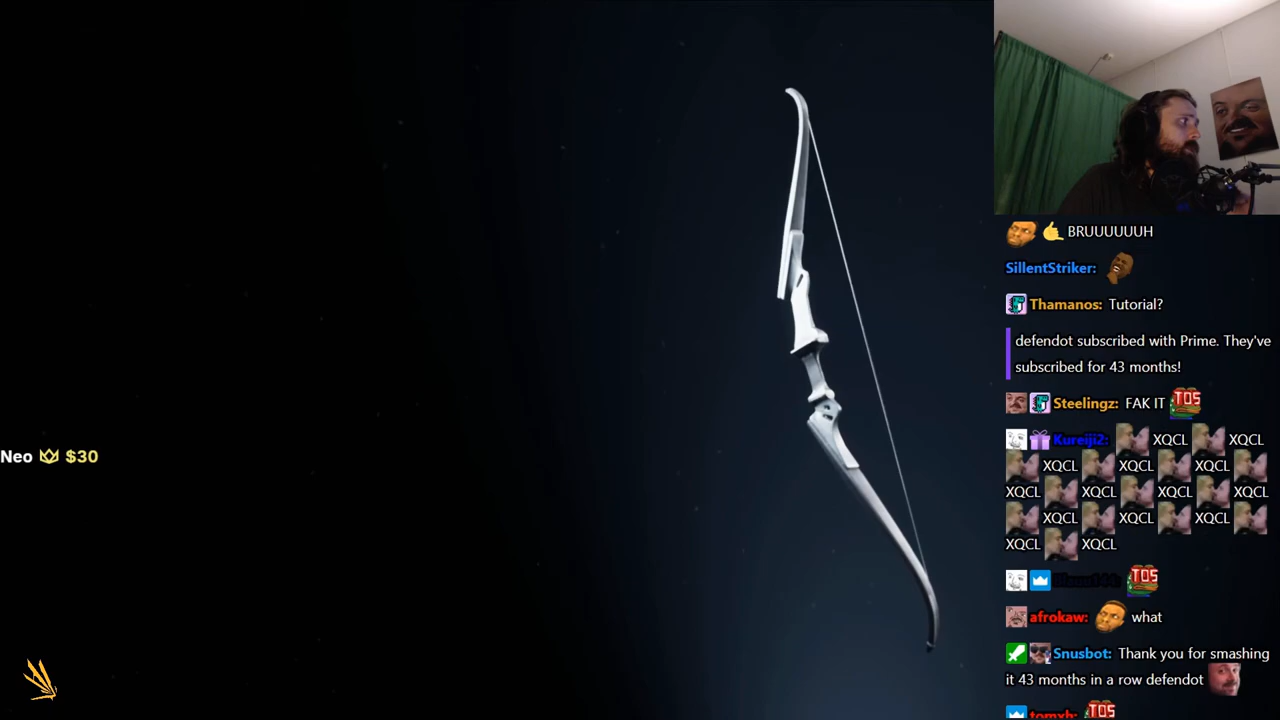 BRUUUUUUH
SillentStriker:
Thamanos: Tutorial?
defendot subscribed with Prime. They've
subscribed for 43 months!
Steelingz: FAK IT TOS
Kureiji2: XQCL XQCL
XQCL XQCL XQCL
XQCL XQCL XQCL XQCL
XQCL XQCL XQCL
XQCL XQCL
TOS
afrokaw: what
Snusbot: Thank you for smashing
it 43 months in a row defendot
tomxh: TOS
Neo $30